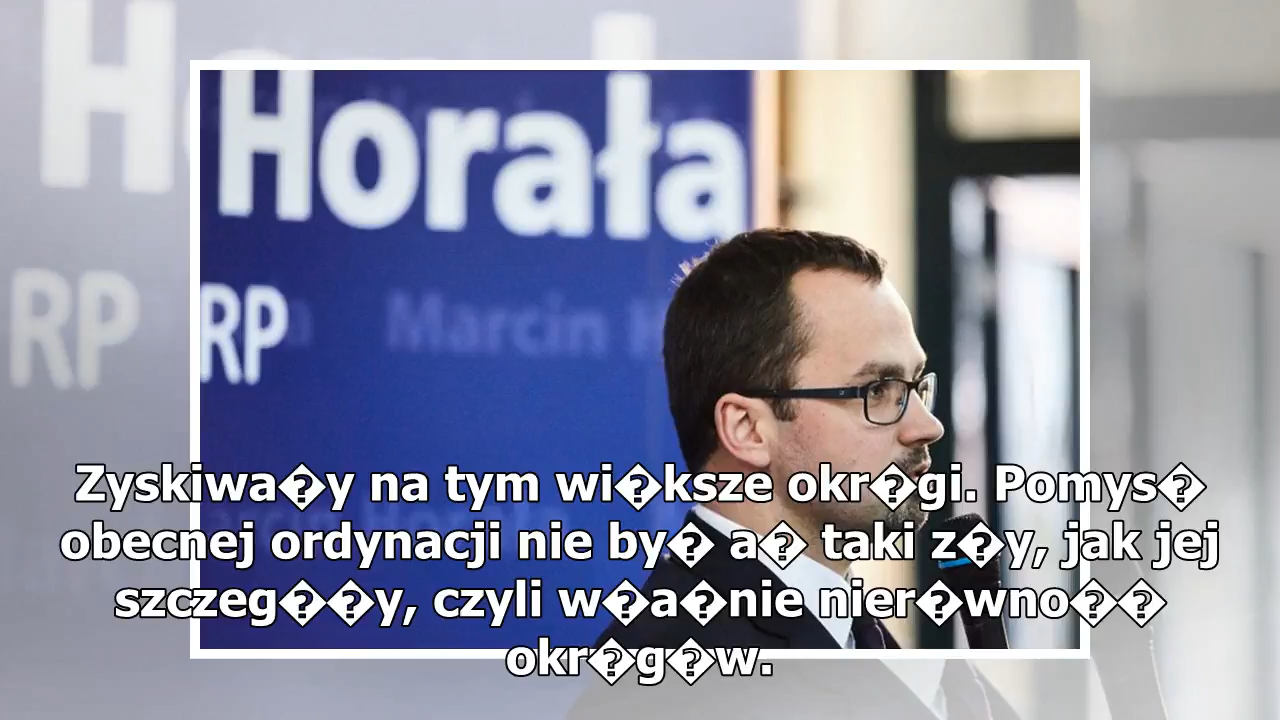 H
Horała
RP
RP
Marcin H
Zyskiwa�y na tym wi�ksze okr�gi. Pomys�
obecnej ordynacji nie by� a� taki z�y, jak jej
szczeg��y, czyli w�a�nie nier�wno��
okr�g�w.